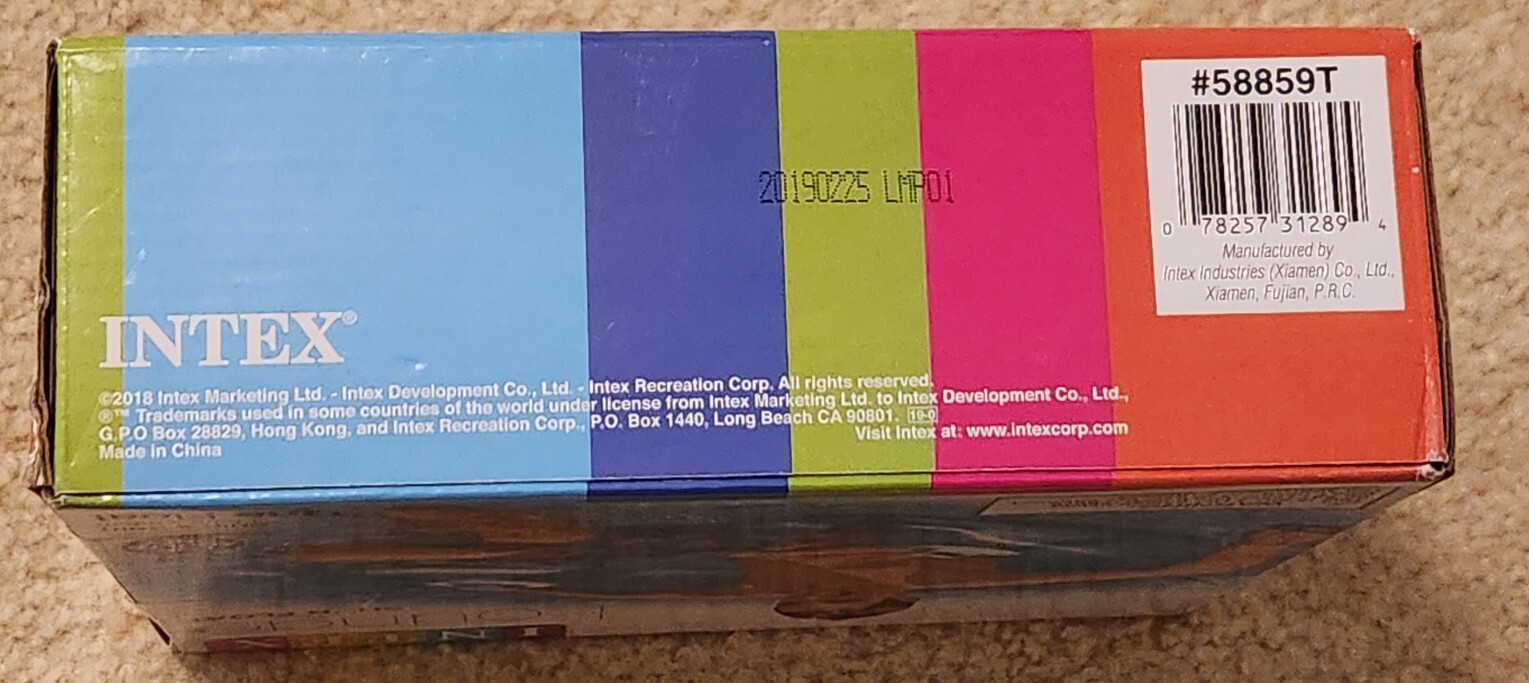 #58859T
20190225 LMP01
0 78257 31289 4
Manufactured by
Intex Industries (Xiamen) Co., Ltd.,
Xiamen, Fujian, P.R.C.
INTEX®
©2018 Intex Marketing Ltd. - Intex Development Co., Ltd. - Intex Recreation Corp. All rights reserved.
®™ Trademarks used in some countries of the world under license from Intex Marketing Ltd. to Intex Development Co., Ltd.,
G.P.O Box 28829, Hong Kong, and Intex Recreation Corp., P.O. Box 1440, Long Beach CA 90801. 19-0
Visit Intex at: www.intexcorp.com
Made in China